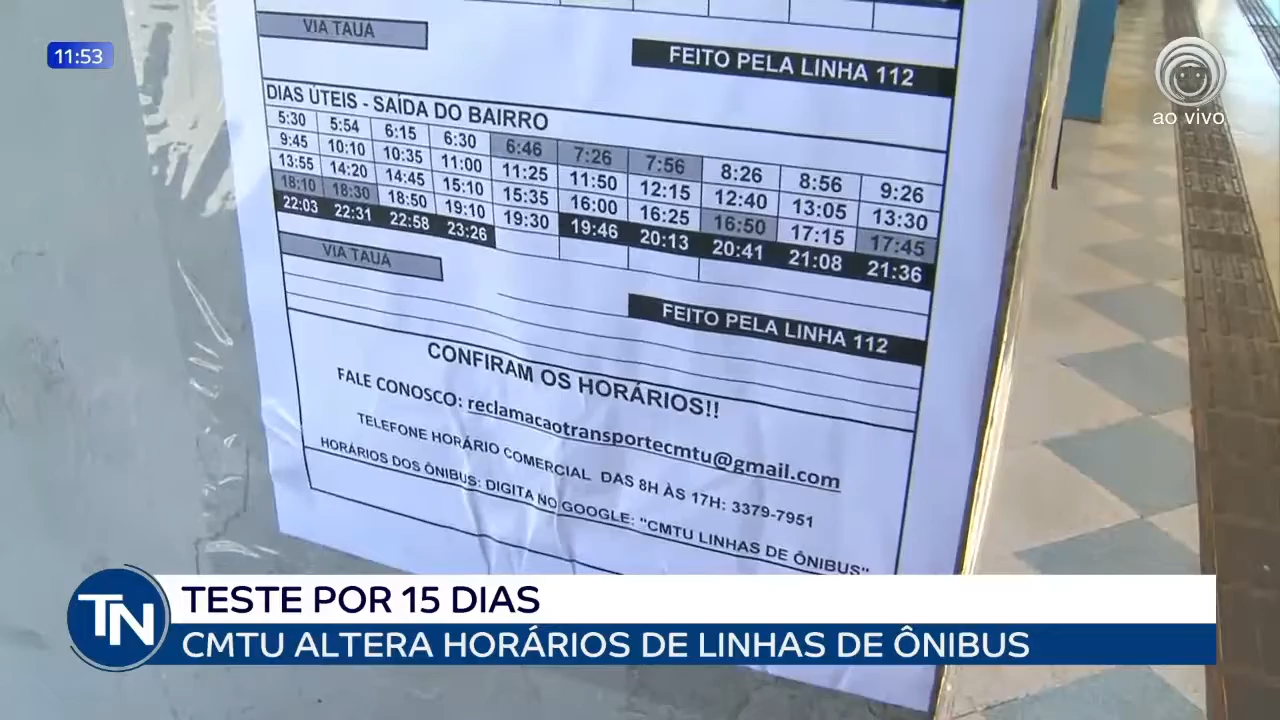 11:53
ao vivo
VIA TAUÁ
FEITO PELA LINHA 112
DIAS ÚTEIS - SAÍDA DO BAIRRO
5:30 5:54 6:15 6:30 6:46 7:26 7:56 8:26 8:56 9:26
9:45 10:10 10:35 11:00 11:25 11:50 12:15 12:40 13:05 13:30
13:55 14:20 14:45 15:10 15:35 16:00 16:25 16:50 17:15 17:45
18:10 18:30 18:50 19:10 19:30 19:46 20:13 20:41 21:08 21:36
22:03 22:31 22:58 23:26
VIA TAUÁ
FEITO PELA LINHA 112
CONFIRAM OS HORÁRIOS!!
FALE CONOSCO: reclamacaotransportecmtu@gmail.com
TELEFONE HORÁRIO COMERCIAL DAS 8H ÀS 17H: 3379-7951
HORÁRIOS DOS ÔNIBUS: DIGITA NO GOOGLE: "CMTU LINHAS DE ÔNIBUS"
TN
TESTE POR 15 DIAS
CMTU ALTERA HORÁRIOS DE LINHAS DE ÔNIBUS